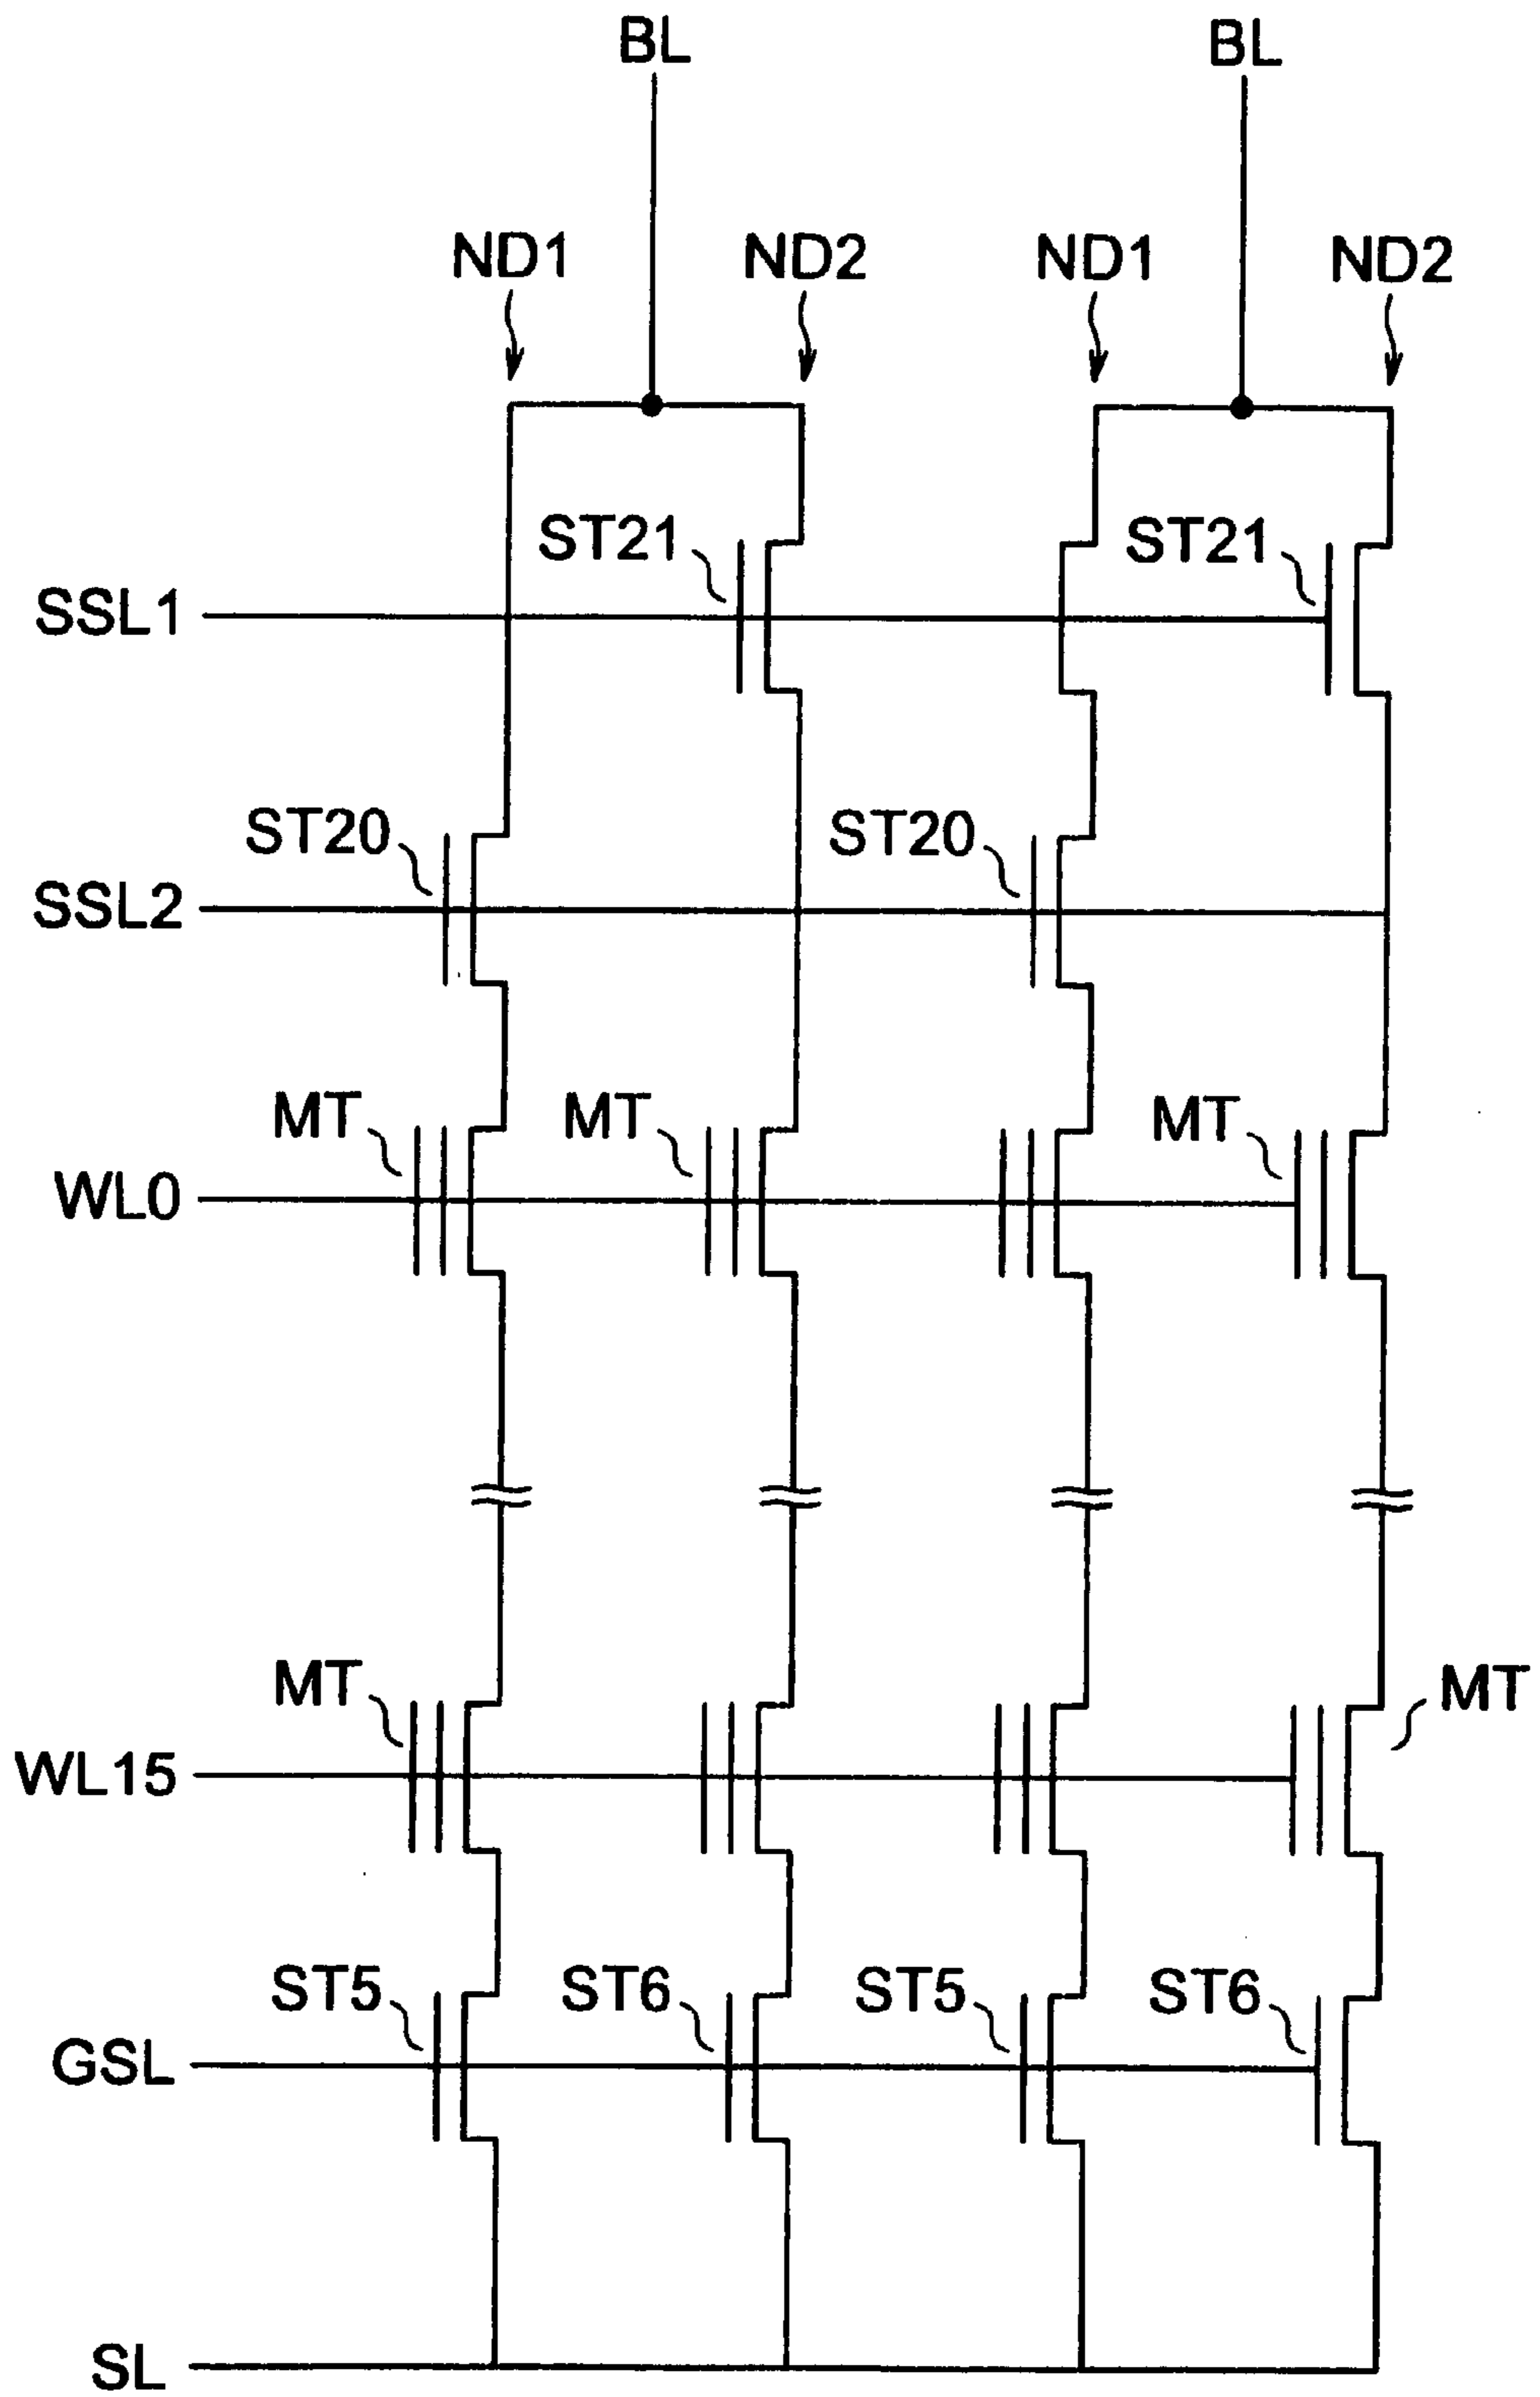 BL BL
ND1 ND2 ND1 ND2
ST21 ST21
SSL1
ST20 ST20
SSL2
MT MT MT
WL0
MT MT
WL15
ST5 ST6 ST5 ST6
GSL
SL